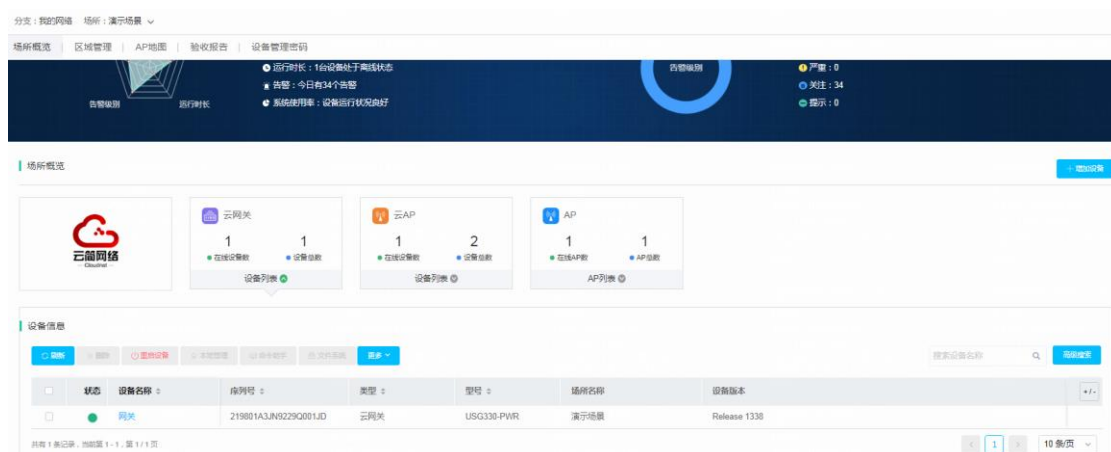 分支：我的网络 场所：演示场景
场所概览 | 区域管理 | AP地图 | 验收报告 | 设备管理密码
运行时长：1台设备处于离线状态
告警：今日有34个告警
系统使用率：设备运行状况良好
告警级别
运行时长
告警级别
严重：0
关注：34
提示：0
场所概览
+ 增加设备
云简网络
Cloudnet
云网关
1 1
在线设备数 设备总数
设备列表
云AP
1 2
在线设备数 设备总数
设备列表
AP
1 1
在线AP数 AP总数
AP列表
设备信息
刷新 删除 重启设备 本地管理 命令助手 文件系统 更多
搜索设备名称 高级搜索
状态 设备名称 序列号 类型 型号 场所名称 设备版本 +/-
网关 219801A3JN9229Q001JD 云网关 USG330-PWR 演示场景 Release 1338
共有 1 条记录，当前第 1 - 1，第 1 / 1 页
< 1 > 10 条/页